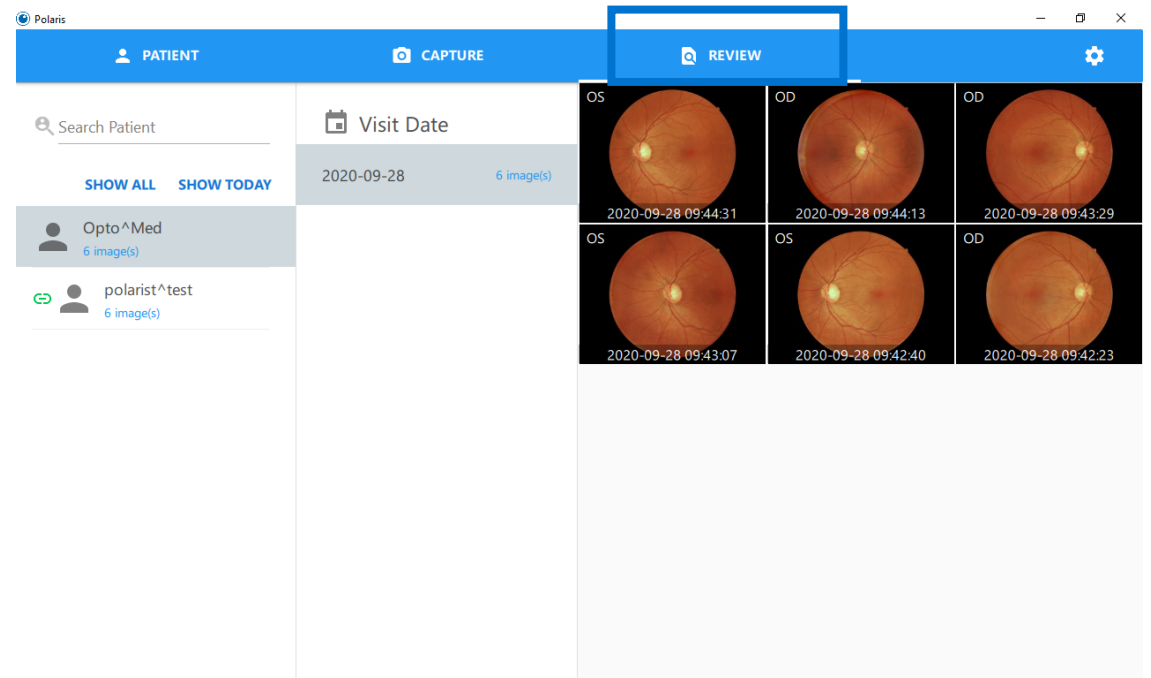 Polaris
PATIENT
CAPTURE
REVIEW
Search Patient
SHOW ALL SHOW TODAY
Opto^Med
6 image(s)
polarist^test
6 image(s)
Visit Date
2020-09-28 6 image(s)
OS
2020-09-28 09:44:31
OD
2020-09-28 09:44:13
OD
2020-09-28 09:43:29
OS
2020-09-28 09:43:07
OS
2020-09-28 09:42:40
OD
2020-09-28 09:42:23